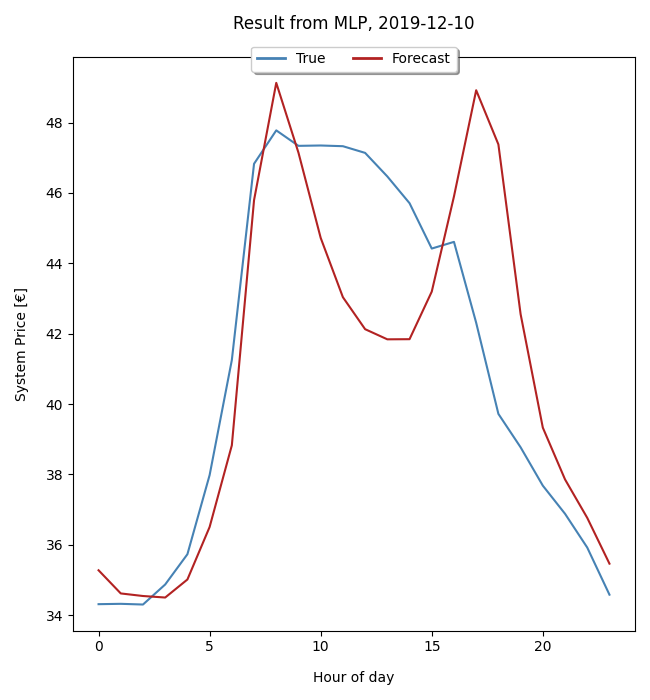 Result from MLP, 2019-12-10
True Forecast
48
46
44
42
40
38
36
34
System Price [€]
0 5 10 15 20
Hour of day